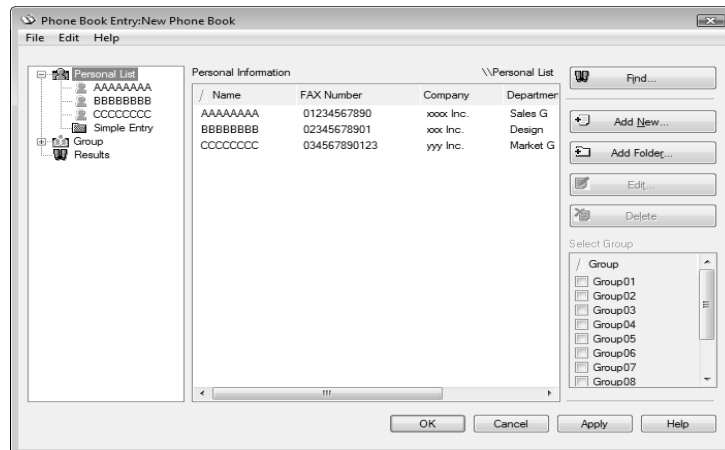 Phone Book Entry:New Phone Book
File Edit Help
Personal List
AAAAAAAA
BBBBBBBB
CCCCCCCC
Simple Entry
Group
Results
Personal Information \\Personal List
/ Name FAX Number Company Departmer
AAAAAAAA 01234567890 xxxx Inc. Sales G
BBBBBBBB 02345678901 xxx Inc. Design
CCCCCCCC 034567890123 yyy Inc. Market G
Find...
Add New...
Add Folder...
Edit...
Delete
Select Group
/ Group
Group01
Group02
Group03
Group04
Group05
Group06
Group07
Group08
OK Cancel Apply Help